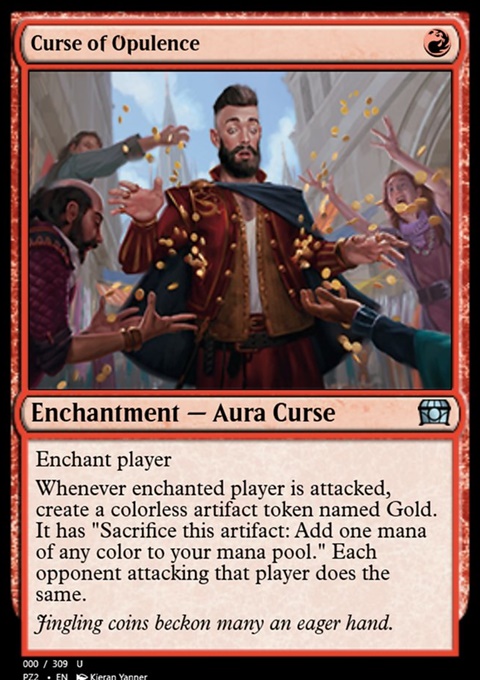 Curse of Opulence
Enchantment — Aura Curse
Enchant player
Whenever enchanted player is attacked,
create a colorless artifact token named Gold.
It has "Sacrifice this artifact: Add one mana
of any color to your mana pool." Each
opponent attacking that player does the
same.
Jingling coins beckon many an eager hand.
000 / 309 U
PZ2 • EN Kieran Yanner